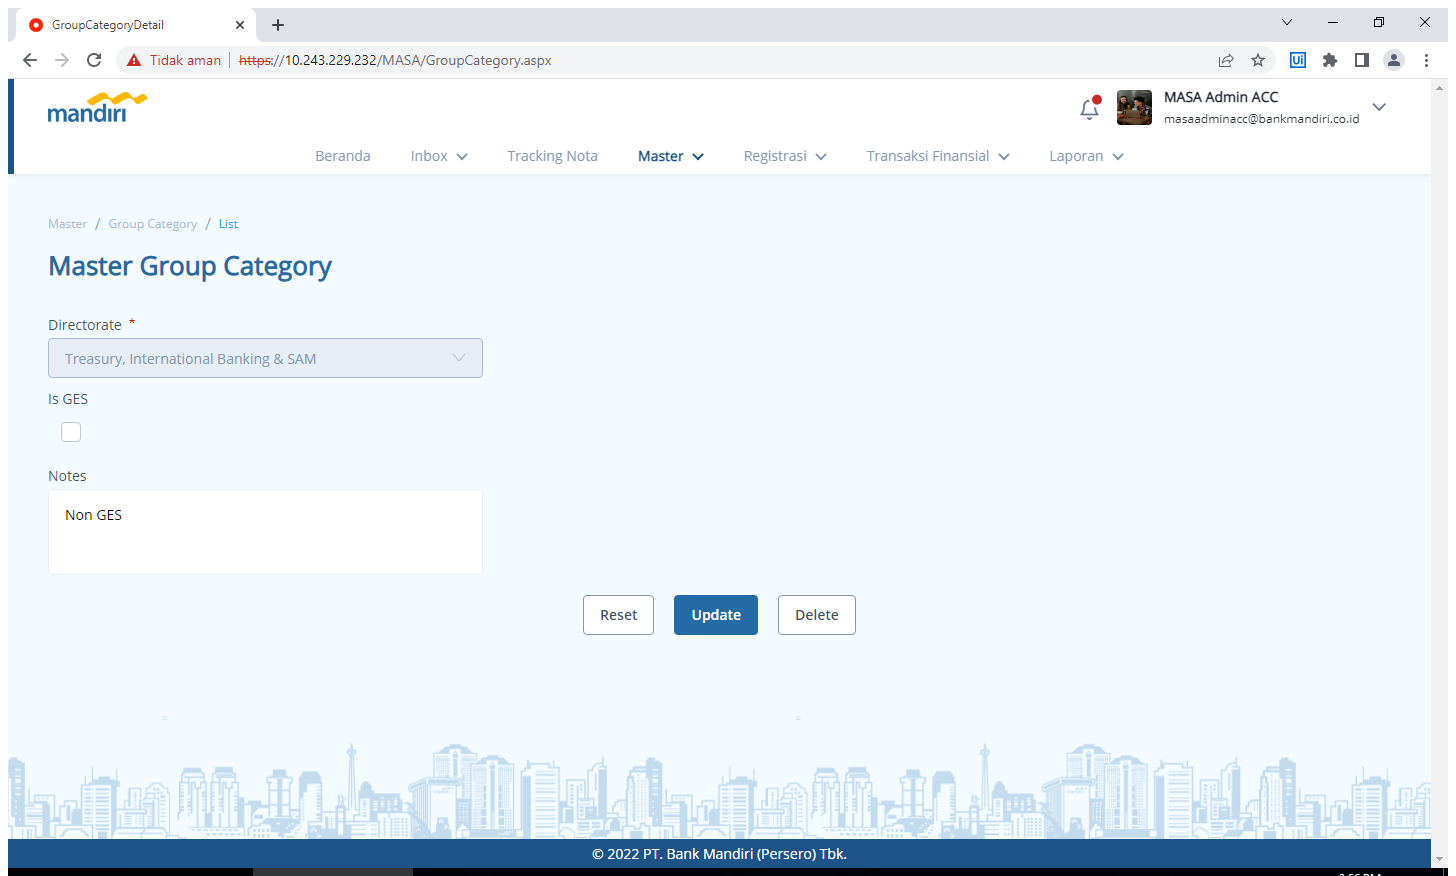 GroupCategoryDetail
Tidak aman https://10.243.229.232/MASA/GroupCategory.aspx
Ui
mandiri
MASA Admin ACC
masaadminacc@bankmandiri.co.id
Beranda Inbox Tracking Nota Master Registrasi Transaksi Finansial Laporan
Master / Group Category / List
Master Group Category
Directorate *
Treasury, International Banking & SAM
Is GES
Notes
Non GES
Reset Update Delete
© 2022 PT. Bank Mandiri (Persero) Tbk.